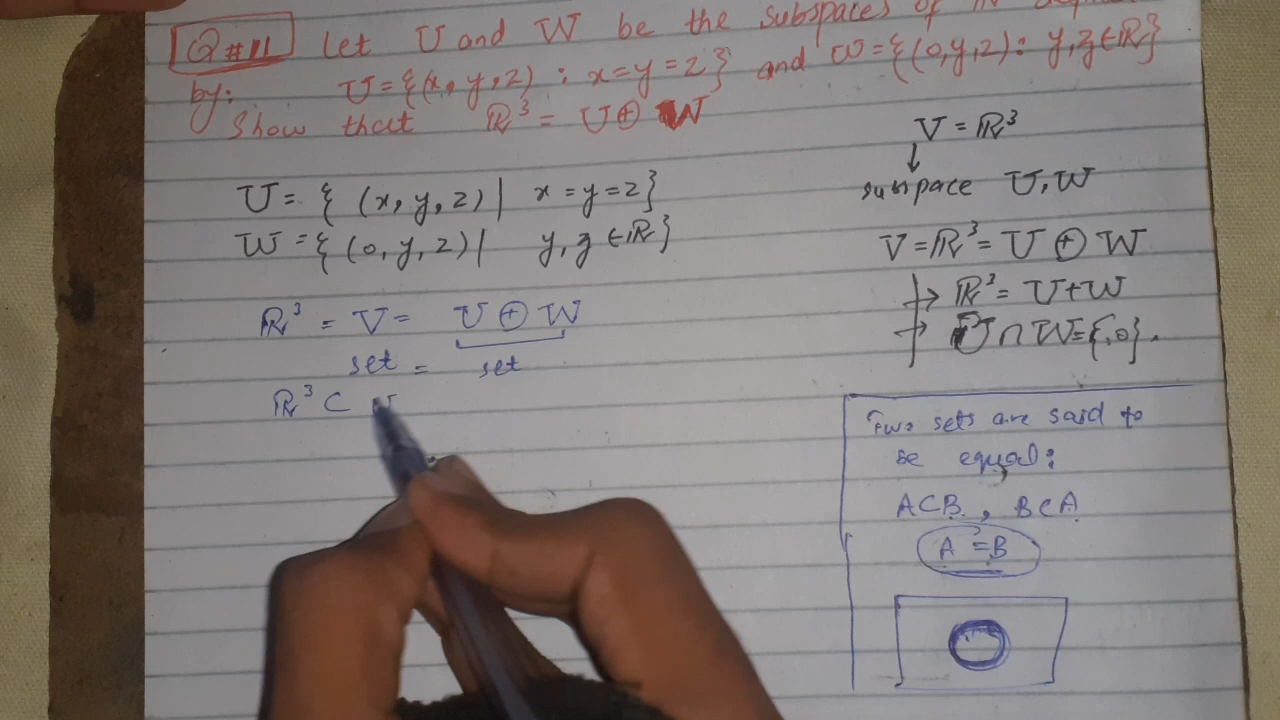 Q#11 Let U and W be the subspaces of
by: U={(x,y,z) : x=y=z} and W={(0,y,z): y,z∈R}
Show that ℝ³ = U⊕W
U = { (x,y,z) | x=y=z}
W = {(0,y,z) | y,z ∈ ℝ}
ℝ³ = V = U⊕W
set = set
ℝ³ ⊂ U
V = ℝ³
↓
subspace U,W
V=ℝ³= U⊕W
→ ℝ³= U+W
→ U∩W={0}.
Two sets are said to
be equal:
A⊂B, B⊂A
A=B